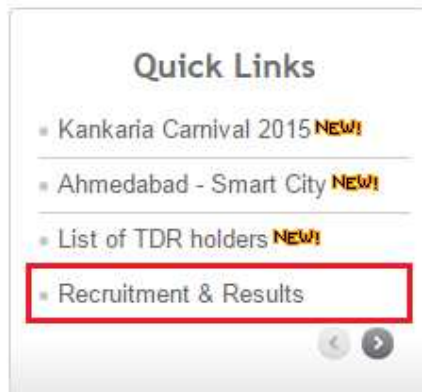 Quick Links
Kankaria Carnival 2015 NEW!
Ahmedabad - Smart City NEW!
List of TDR holders NEW!
Recruitment & Results